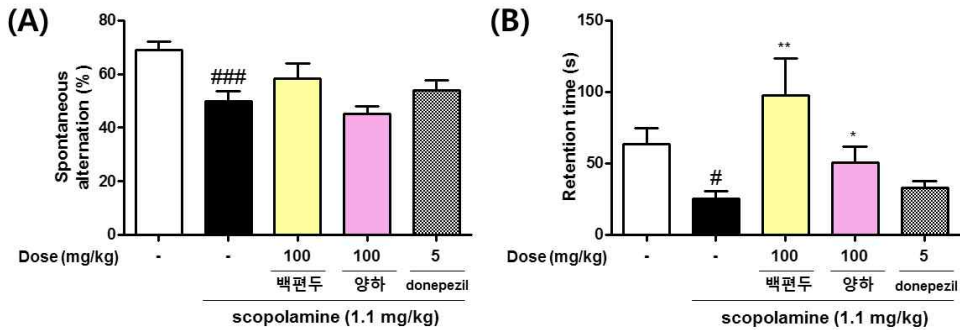 (A)
80
60
40
20
0
Spontaneous
alternation (%)
###
Dose (mg/kg) - - 100 100 5
백편두 양하 donepezil
scopolamine (1.1 mg/kg)
(B)
150
100
50
0
Retention time (s)
#
**
*
Dose (mg/kg) - - 100 100 5
백편두 양하 donepezil
scopolamine (1.1 mg/kg)